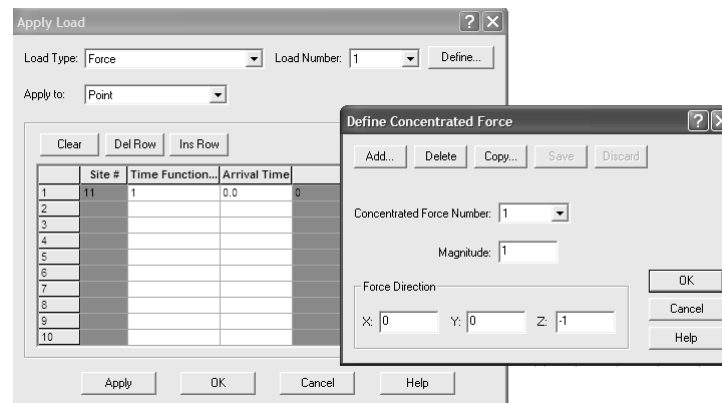 Apply Load
Load Type: Force Load Number: 1 Define...
Apply to: Point
Clear Del Row Ins Row
Site # Time Function... Arrival Time
1 11 1 0.0 0
2
3
4
5
6
7
8
9
10
Apply OK Cancel Help
Define Concentrated Force
Add... Delete Copy... Save Discard
Concentrated Force Number: 1
Magnitude: 1
Force Direction
X: 0 Y: 0 Z: -1
OK
Cancel
Help